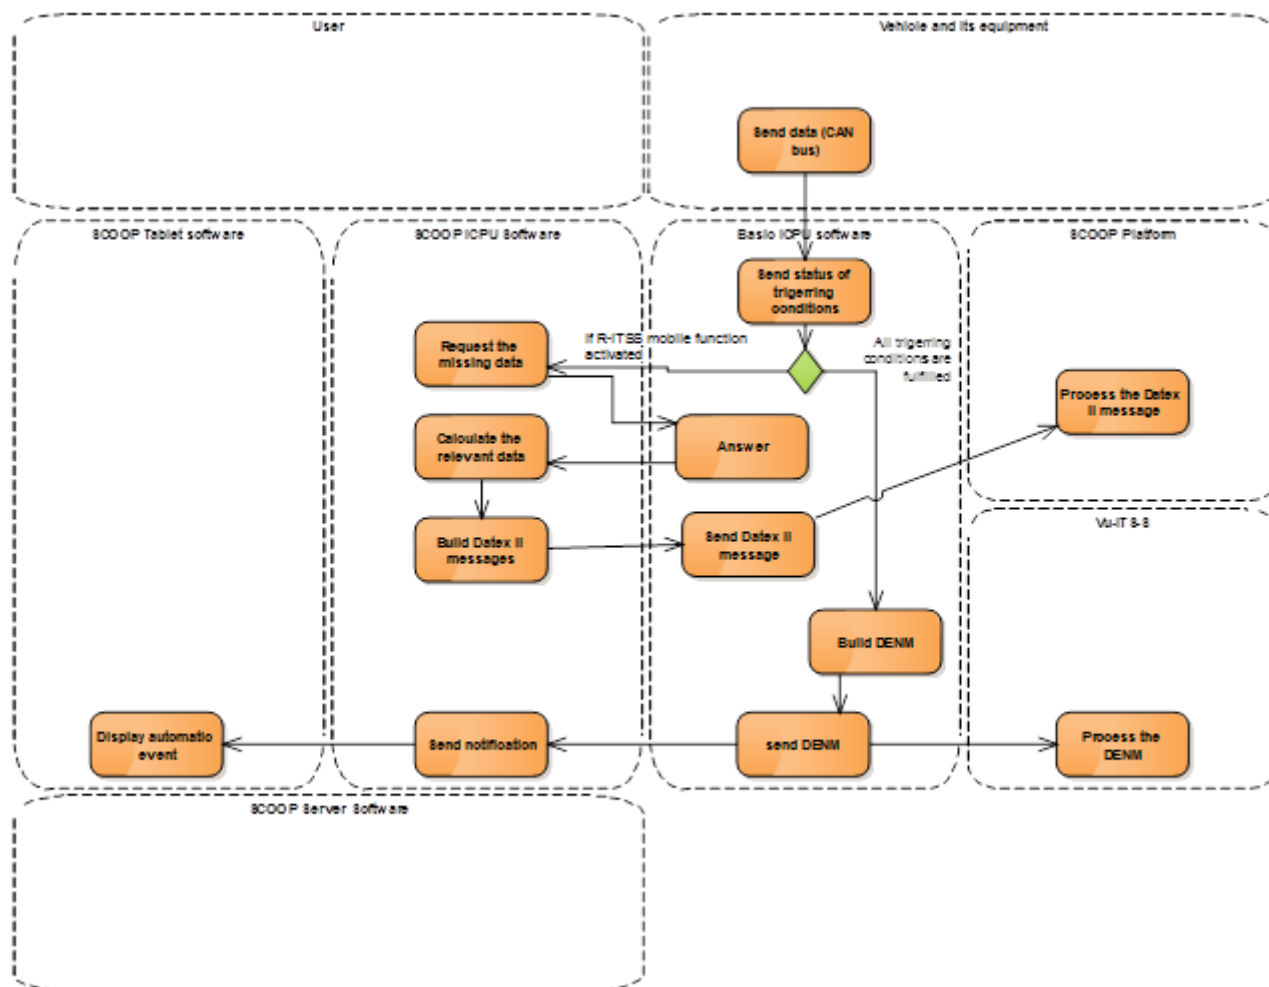 User
Vehicle and its equipment
Send data (CAN
bus)
SCOOP Tablet software
SCOOP ICPU Software
Basic ICPU software
SCOOP Platform
Send status of
trigerring
conditions
Request the
missing data
If R-ITSS mobile function
activated
All trigerring
conditions are
fulfilled
Process the Datex
II message
Calculate the
relevant data
Answer
Build Datex II
messages
Send Datex II
message
Vu-ITS-S
Build DENM
Display automatic
event
Send notification
send DENM
Process the
DENM
SCOOP Server Software